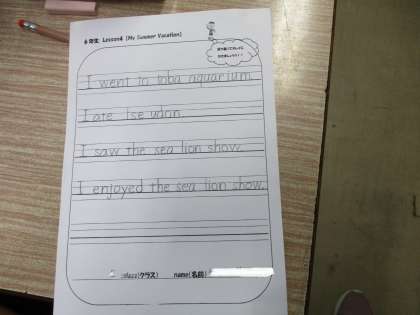 6年生 Lesson4 (My Summer Vacation)
I went to toba aquarium.
I ate Ise udon.
I saw the sea lion show.
I enjoyed the sea lion show.
class(クラス) name(名前)